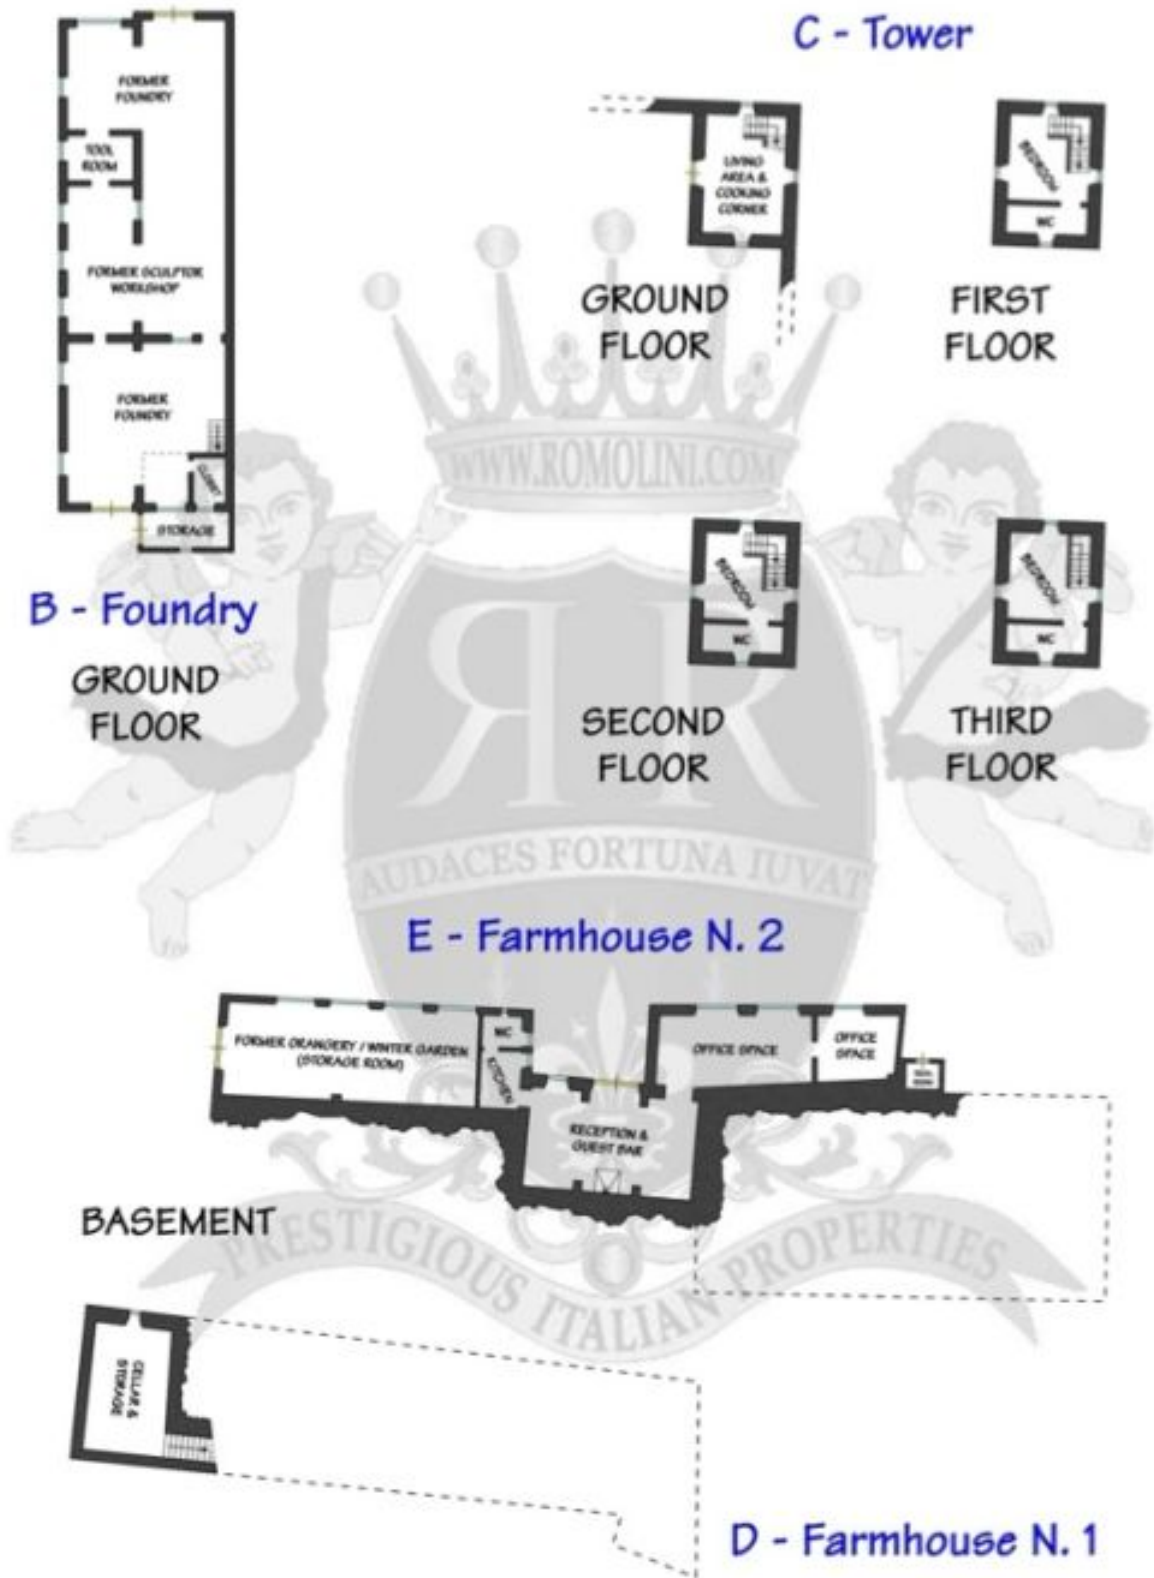 C - Tower
FORMER
FOUNDRY
TOOL
ROOM
FORMER SCULPTOR
WORKSHOP
FORMER
FOUNDRY
CLOSET
STORAGE
B - Foundry
GROUND
FLOOR
LIVING
AREA &
COOKING
CORNER
GROUND
FLOOR
BEDROOM
WC
FIRST
FLOOR
WWW.ROMOLINI.COM
BEDROOM
WC
SECOND
FLOOR
BEDROOM
WC
THIRD
FLOOR
RR
AUDACES FORTUNA IUVAT
E - Farmhouse N. 2
FORMER ORANGERY / WINTER GARDEN
(STORAGE ROOM)
WC
KITCHEN
RECEPTION &
GUEST BAR
OFFICE SPACE
OFFICE
SPACE
BASEMENT
PRESTIGIOUS ITALIAN PROPERTIES
CELLAR &
STORAGE
D - Farmhouse N. 1